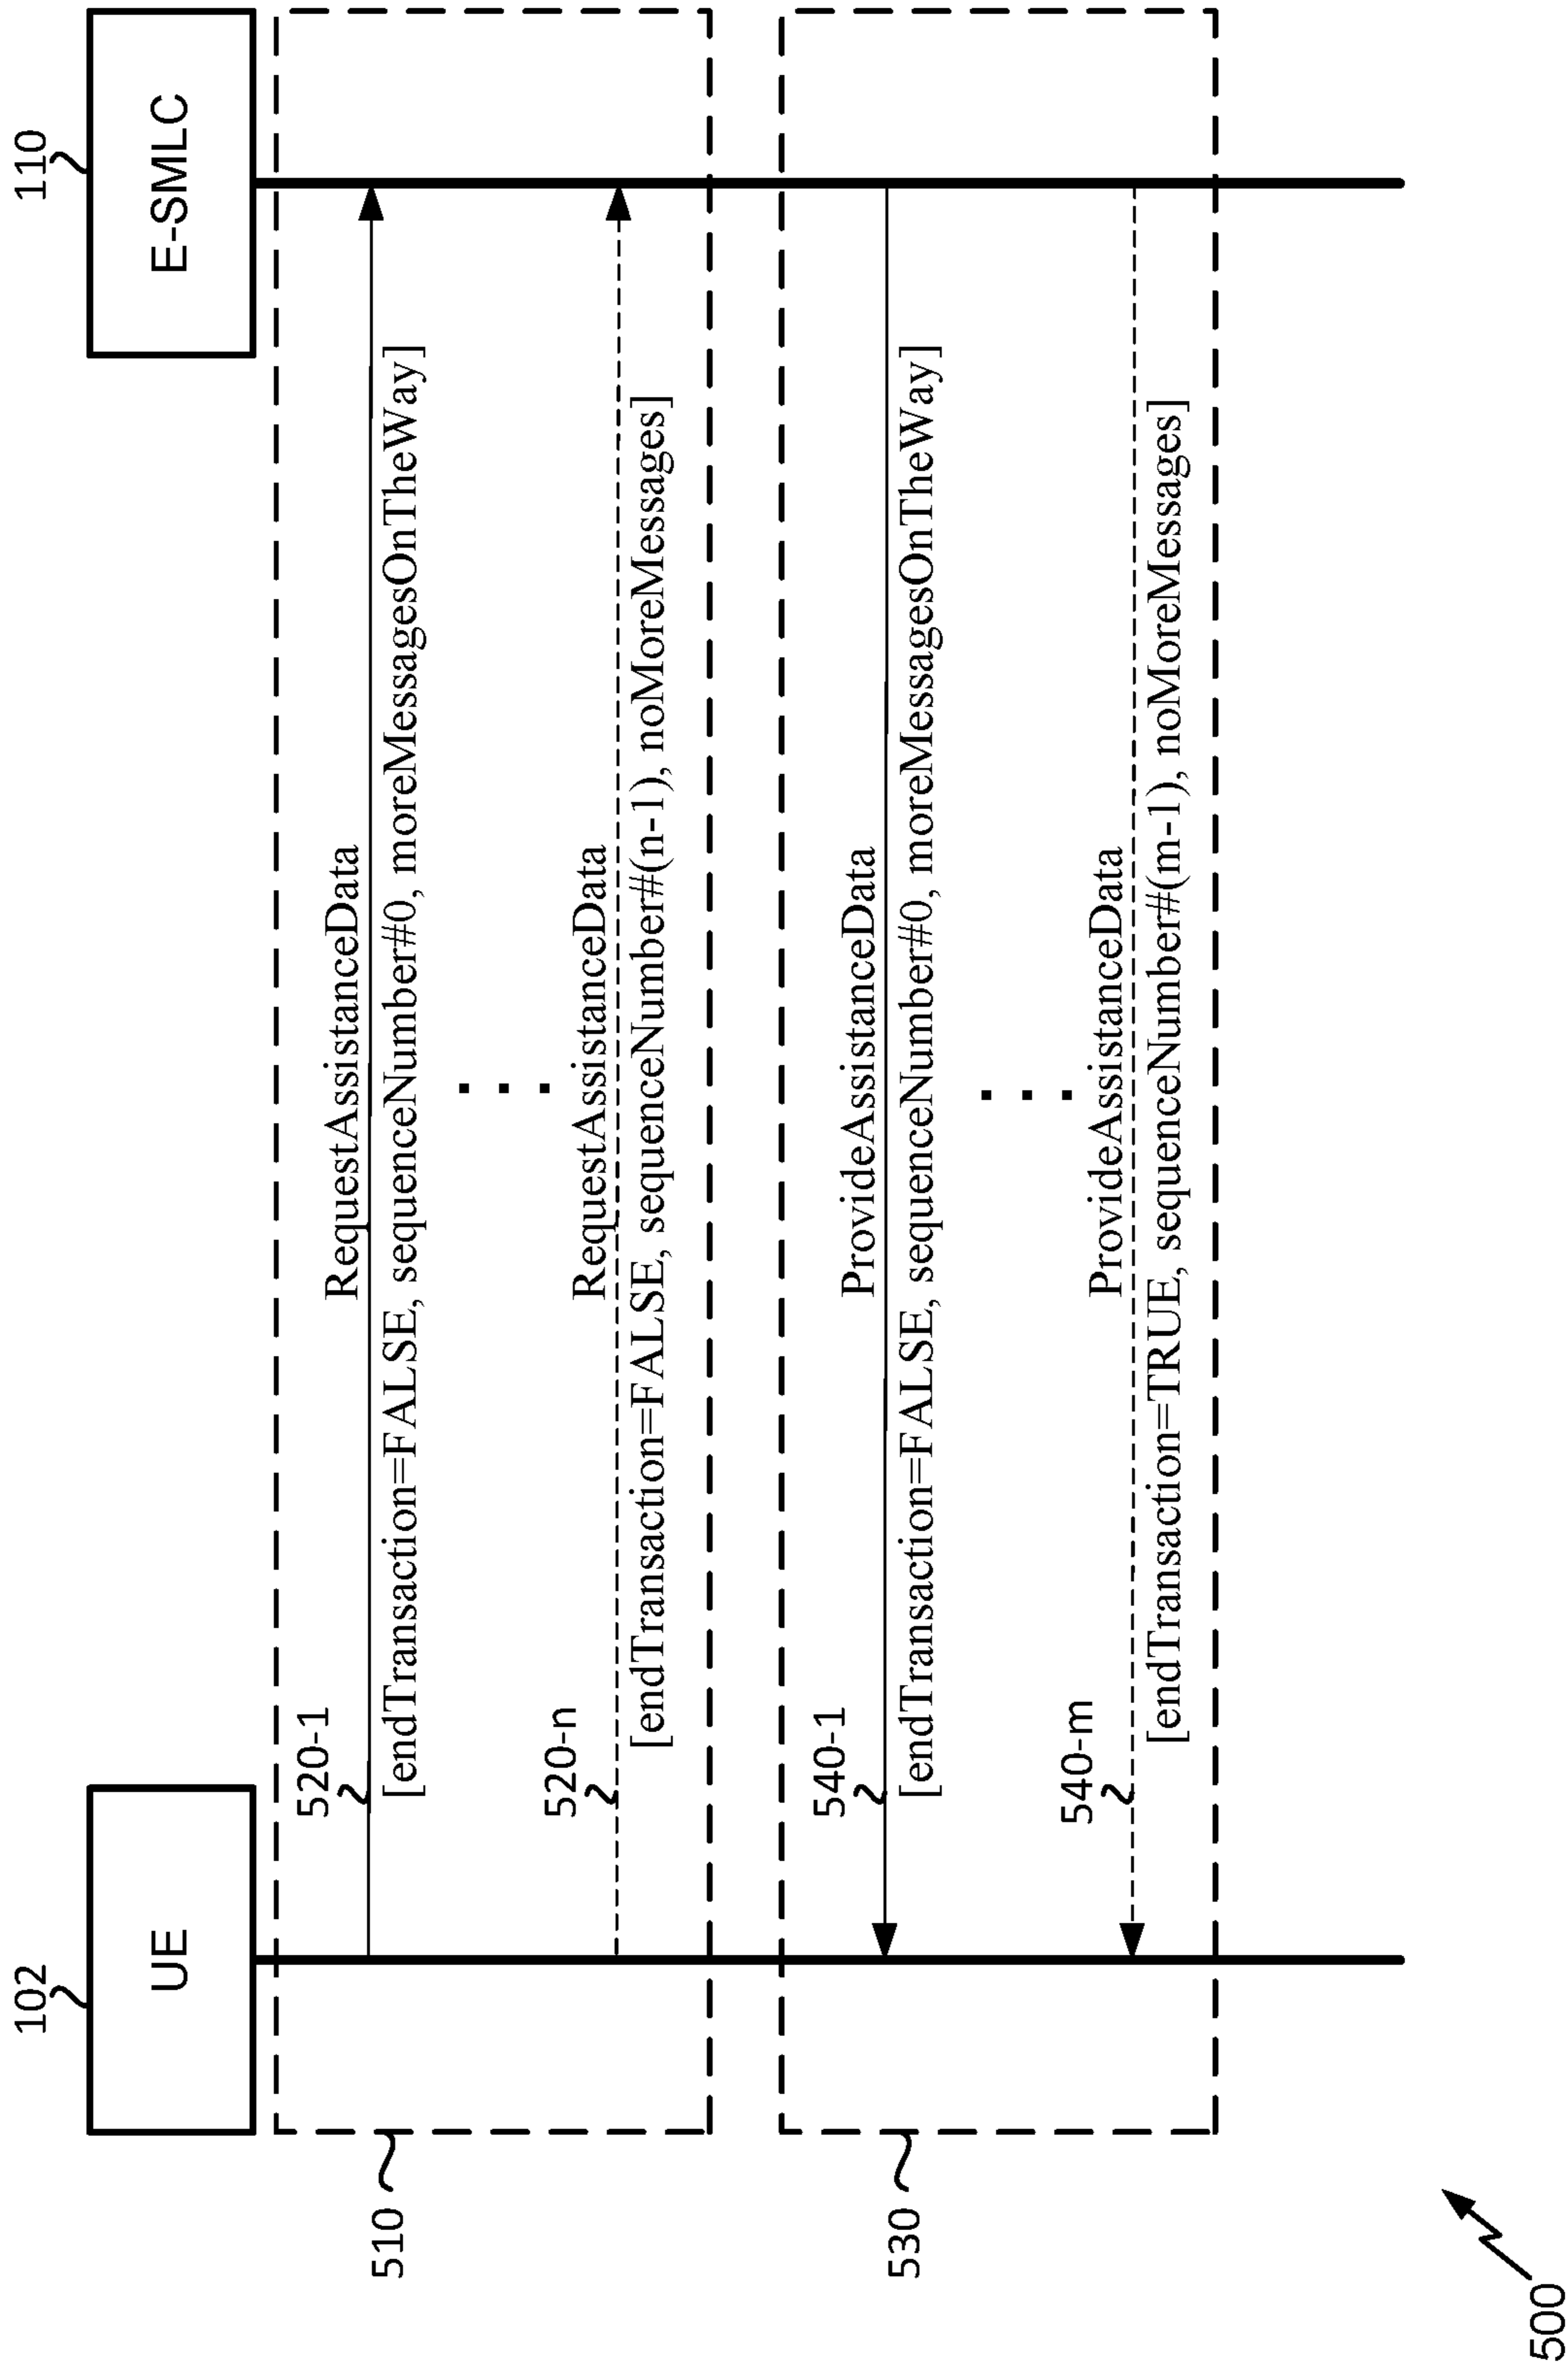 102
110
UE
E-SMLC
510
520-1
RequestAssistanceData
[endTransaction=FALSE, sequenceNumber#0, moreMessagesOnTheWay]
520-n
RequestAssistanceData
[endTransaction=FALSE, sequenceNumber#(n-1), noMoreMessages]
530
540-1
ProvideAssistanceData
[endTransaction=FALSE, sequenceNumber#0, moreMessagesOnTheWay]
540-m
ProvideAssistanceData
[endTransaction=TRUE, sequenceNumber#(m-1), noMoreMessages]
500